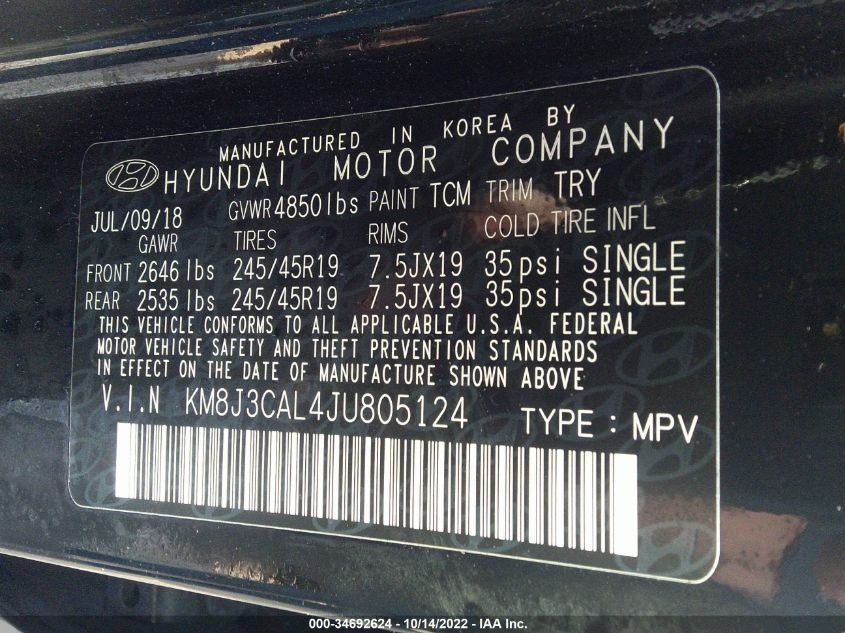 MANUFACTURED IN KOREA BY
HYUNDAI MOTOR COMPANY
JUL/09/18 GVWR 4850lbs PAINT TCM TRIM TRY
GAWR TIRES RIMS COLD TIRE INFL
FRONT 2646 lbs 245/45R19 7.5JX19 35psi SINGLE
REAR 2535 lbs 245/45R19 7.5JX19 35psi SINGLE
THIS VEHICLE CONFORMS TO ALL APPLICABLE U.S.A. FEDERAL
MOTOR VEHICLE SAFETY AND THEFT PREVENTION STANDARDS
IN EFFECT ON THE DATE OF MANUFACTURE SHOWN ABOVE
V.I.N KM8J3CAL4JU805124 TYPE : MPV
000-34692624 - 10/14/2022 - IAA Inc.